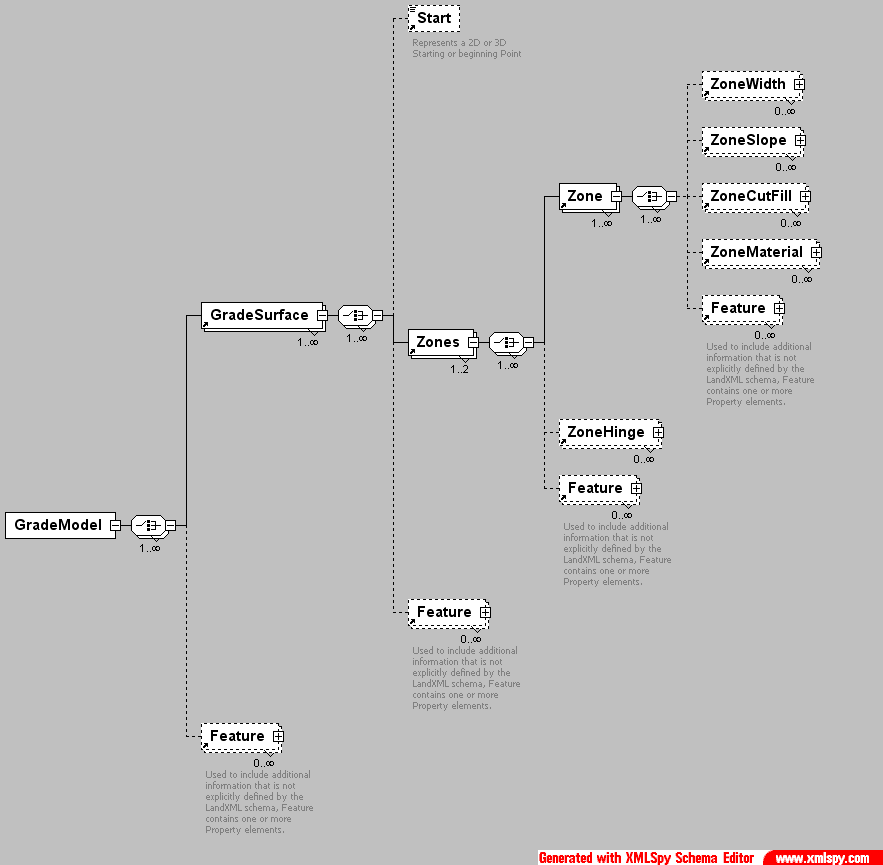 Start
Represents a 2D or 3D
Starting or beginning Point
ZoneWidth
0..∞
ZoneSlope
0..∞
Zone
1..∞
1..∞
ZoneCutFill
0..∞
ZoneMaterial
0..∞
Feature
0..∞
Used to include additional
information that is not
explicitly defined by the
LandXML schema, Feature
contains one or more
Property elements.
GradeSurface
1..∞
1..∞
Zones
1..2
1..∞
ZoneHinge
0..∞
Feature
0..∞
Used to include additional
information that is not
explicitly defined by the
LandXML schema, Feature
contains one or more
Property elements.
GradeModel
1..∞
Feature
0..∞
Used to include additional
information that is not
explicitly defined by the
LandXML schema, Feature
contains one or more
Property elements.
Feature
0..∞
Used to include additional
information that is not
explicitly defined by the
LandXML schema, Feature
contains one or more
Property elements.
Generated with XMLSpy Schema Editor www.xmlspy.com